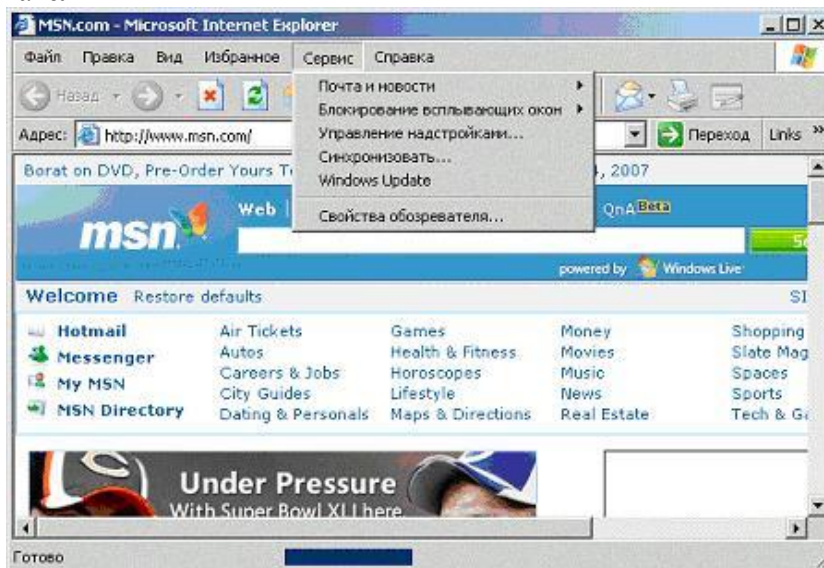 MSN.com - Microsoft Internet Explorer
Файл Правка Вид Избранное Сервис Справка
Назад
Почта и новости
Блокирование всплывающих окон
Управление надстройками...
Синхронизовать...
Windows Update
Свойства обозревателя...
Адрес: http://www.msn.com/ Переход Links »
Borat on DVD, Pre-Order Yours , 2007
msn Web QnA Beta
powered by Windows Live
Welcome Restore defaults
Hotmail Air Tickets Games Money Shopping
Messenger Autos Health & Fitness Movies Slate Mag
My MSN Careers & Jobs Horoscopes Music Spaces
City Guides Lifestyle News Sports
MSN Directory Dating & Personals Maps & Directions Real Estate Tech & Ga
Under Pressure
With Super Bowl XLI here
Готово